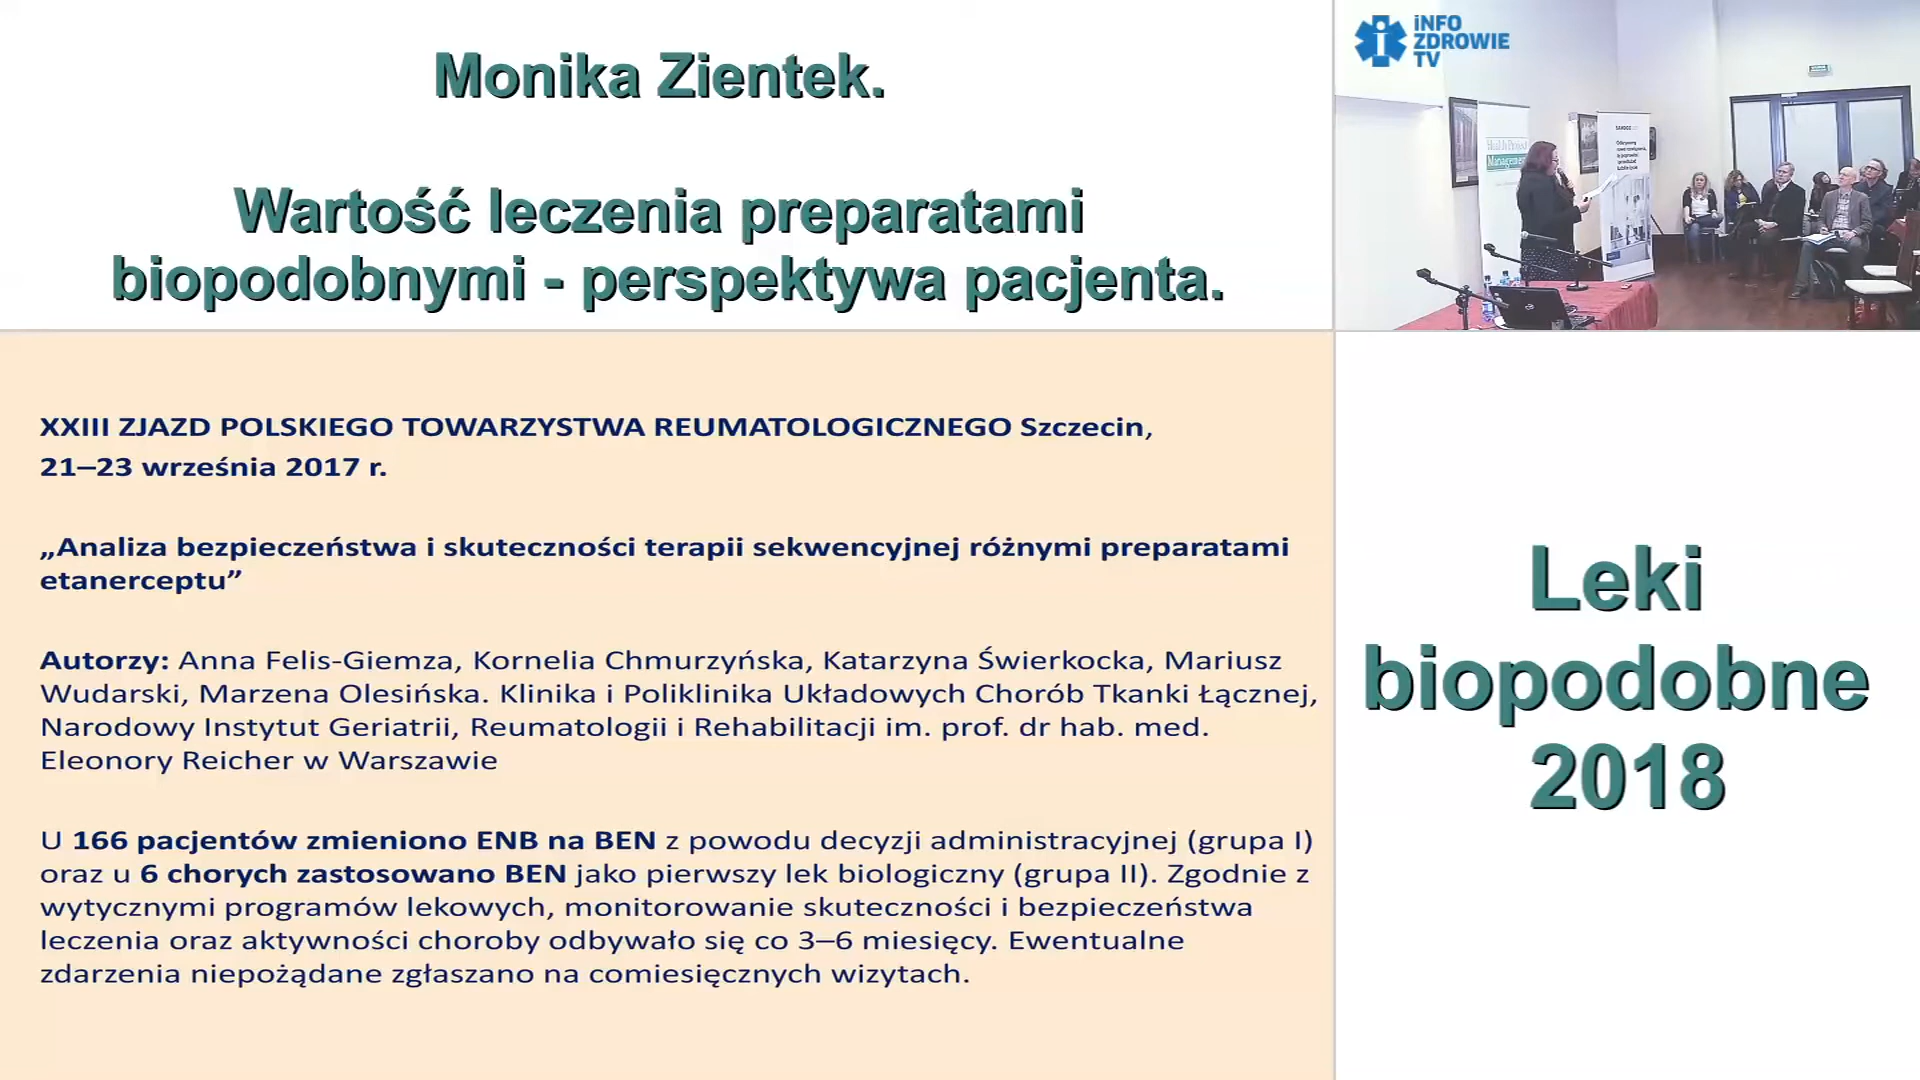 Monika Zientek.
Wartość leczenia preparatami
biopodobnymi - perspektywa pacjenta.
iNFO
ZDROWIE
TV
Health Project
Management
SANDOZ
XXIII ZJAZD POLSKIEGO TOWARZYSTWA REUMATOLOGICZNEGO Szczecin,
21–23 września 2017 r.
„Analiza bezpieczeństwa i skuteczności terapii sekwencyjnej różnymi preparatami
etanerceptu”
Autorzy: Anna Felis-Giemza, Kornelia Chmurzyńska, Katarzyna Świerkocka, Mariusz
Wudarski, Marzena Olesińska. Klinika i Poliklinika Układowych Chorób Tkanki Łącznej,
Narodowy Instytut Geriatrii, Reumatologii i Rehabilitacji im. prof. dr hab. med.
Eleonory Reicher w Warszawie
U 166 pacjentów zmieniono ENB na BEN z powodu decyzji administracyjnej (grupa I)
oraz u 6 chorych zastosowano BEN jako pierwszy lek biologiczny (grupa II). Zgodnie z
wytycznymi programów lekowych, monitorowanie skuteczności i bezpieczeństwa
leczenia oraz aktywności choroby odbywało się co 3–6 miesięcy. Ewentualne
zdarzenia niepożądane zgłaszano na comiesięcznych wizytach.
Leki
biopodobne
2018